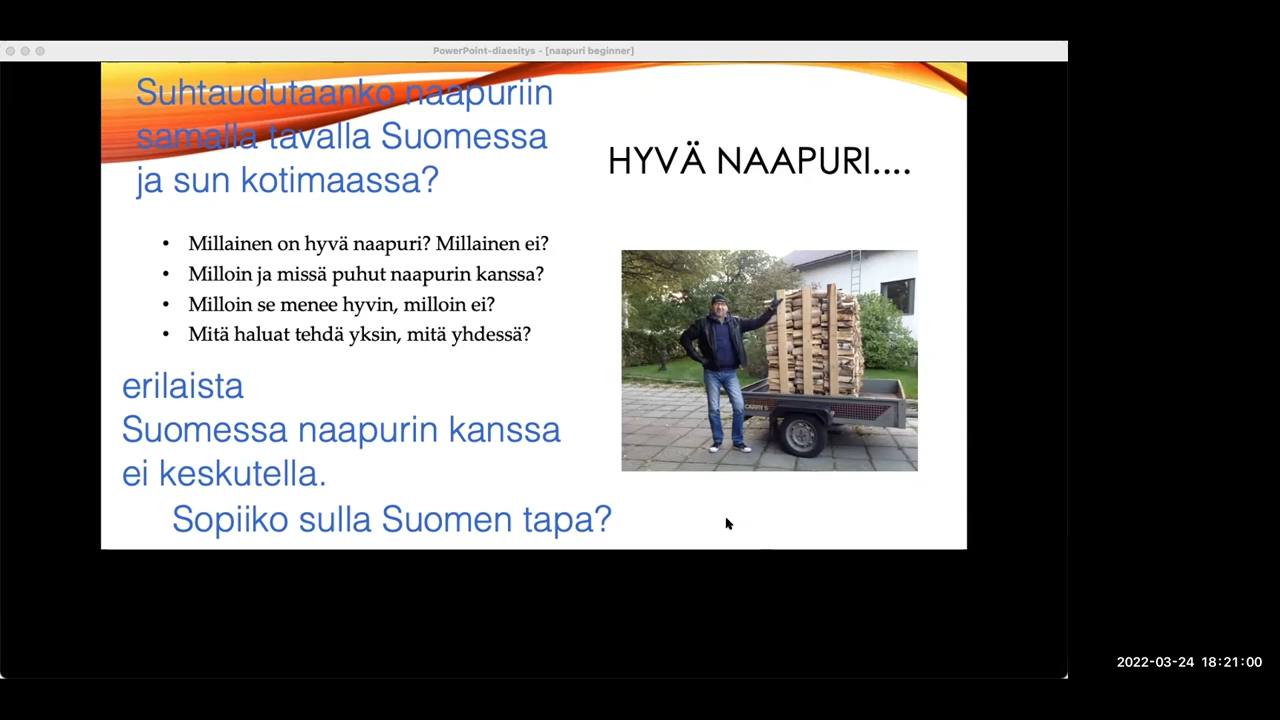 PowerPoint-diaesitys - [naapuri beginner]
Suhtaudutaanko naapuriin
samalla tavalla Suomessa
ja sun kotimaassa?
HYVÄ NAAPURI....
• Millainen on hyvä naapuri? Millainen ei?
• Milloin ja missä puhut naapurin kanssa?
• Milloin se menee hyvin, milloin ei?
• Mitä haluat tehdä yksin, mitä yhdessä?
CARRY S
erilaista
Suomessa naapurin kanssa
ei keskutella.
Sopiiko sulla Suomen tapa?
2022-03-24 18:21:00